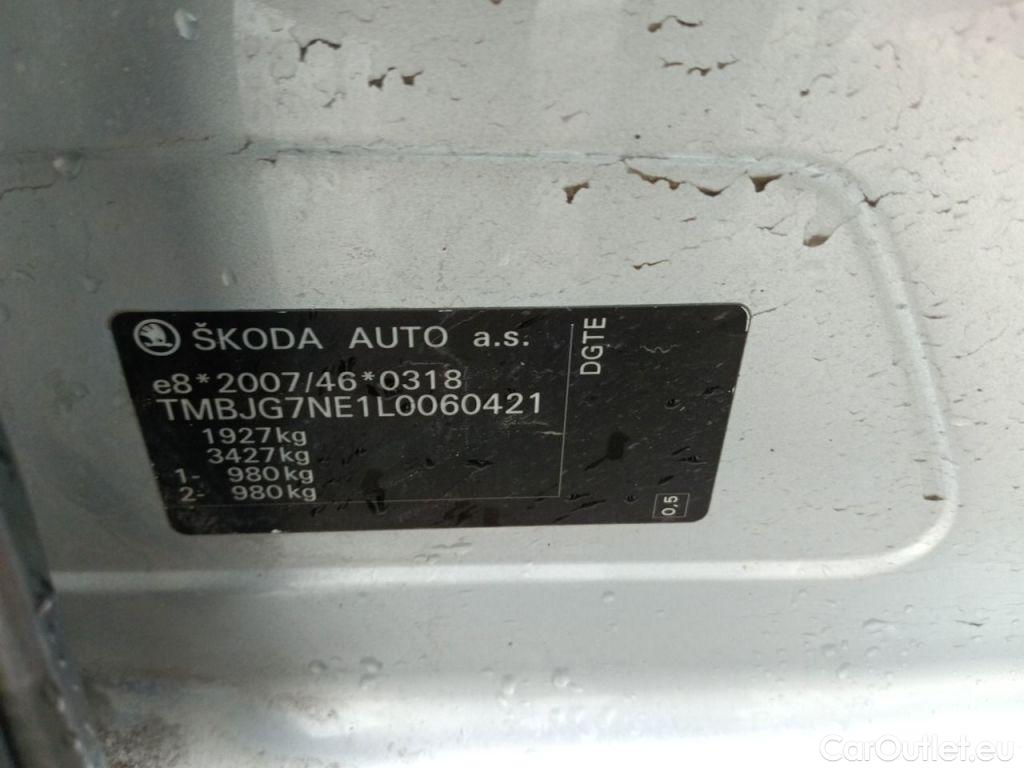 ŠKODA AUTO a.s.
e8*2007/46*0318
TMBJG7NE1L0060421
1927kg
3427kg
1- 980kg
2- 980kg
DGTE
0,5
CarOutlet.eu